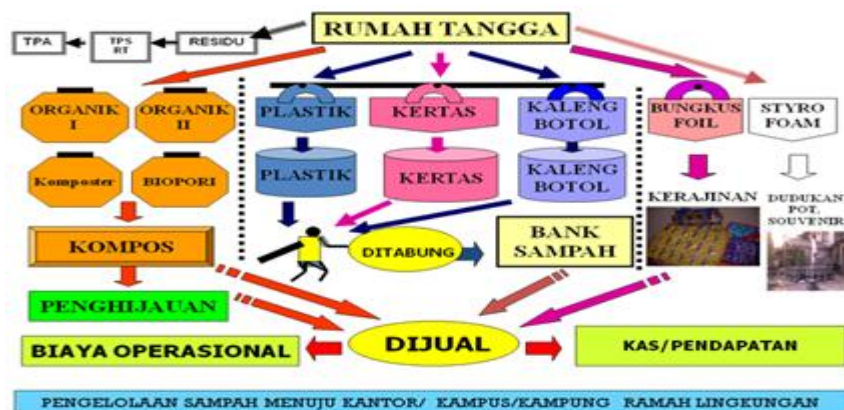 RUMAH TANGGA
TPA
TPS
RT
RESIDU
ORGANIK
I
ORGANIK
II
PLASTIK
KERTAS
KALENG
BOTOL
BUNGKUS
FOIL
STYRO
FOAM
Komposter
BIOPORI
PLASTIK
KERTAS
KALENG
BOTOL
KERAJINAN
DUDUKAN
POT,
SOUVENIR
KOMPOS
DITABUNG
BANK
SAMPAH
PENGHIJAUAN
BIAYA OPERASIONAL
DIJUAL
KAS/PENDAPATAN
PENGELOLAAN SAMPAH MENUJU KANTOR/ KAMPUS/KAMPUNG RAMAH LINGKUNGAN